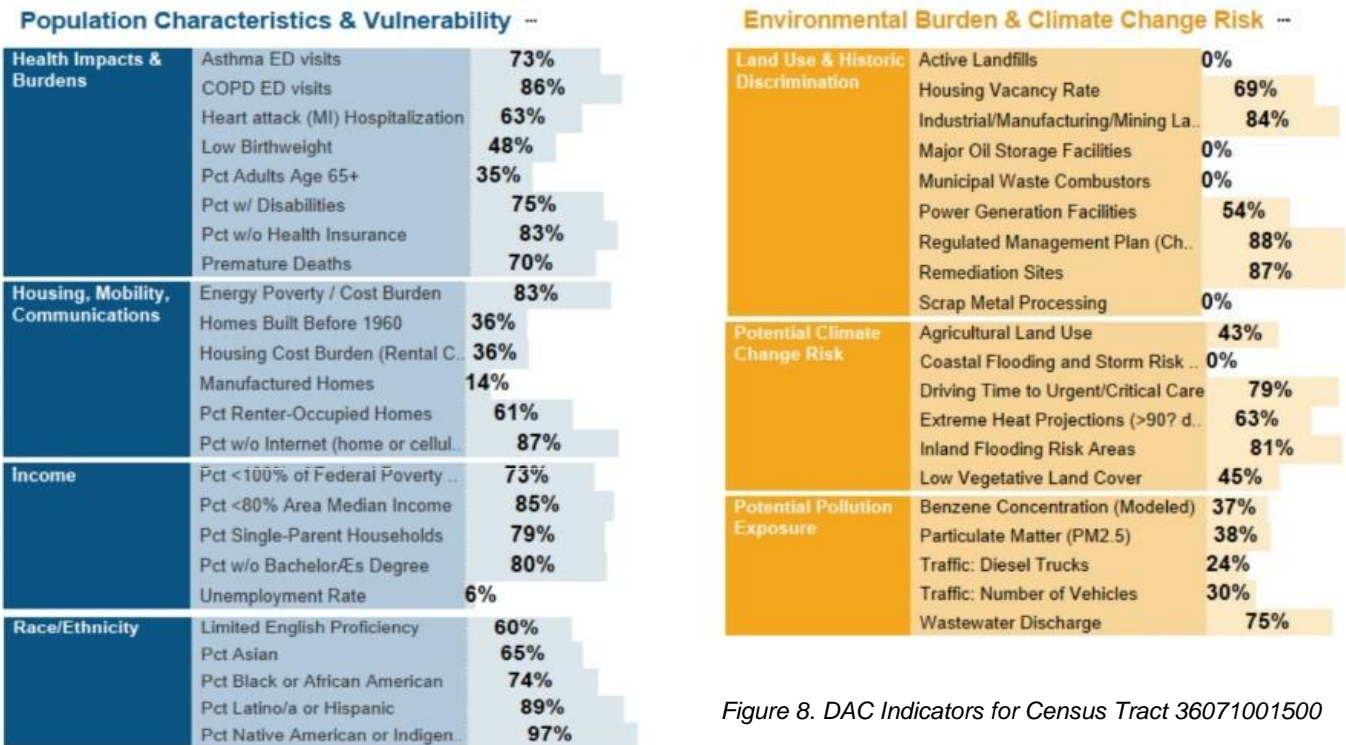 Population Characteristics & Vulnerability ...
Health Impacts & Burdens
Asthma ED visits 73%
COPD ED visits 86%
Heart attack (MI) Hospitalization 63%
Low Birthweight 48%
Pct Adults Age 65+ 35%
Pct w/ Disabilities 75%
Pct w/o Health Insurance 83%
Premature Deaths 70%
Housing, Mobility, Communications
Energy Poverty / Cost Burden 83%
Homes Built Before 1960 36%
Housing Cost Burden (Rental C.. 36%
Manufactured Homes 14%
Pct Renter-Occupied Homes 61%
Pct w/o Internet (home or cellul.. 87%
Income
Pct <100% of Federal Poverty .. 73%
Pct <80% Area Median Income 85%
Pct Single-Parent Households 79%
Pct w/o BachelorÆs Degree 80%
Unemployment Rate 6%
Race/Ethnicity
Limited English Proficiency 60%
Pct Asian 65%
Pct Black or African American 74%
Pct Latino/a or Hispanic 89%
Pct Native American or Indigen.. 97%
Environmental Burden & Climate Change Risk ...
Land Use & Historic Discrimination
Active Landfills 0%
Housing Vacancy Rate 69%
Industrial/Manufacturing/Mining La.. 84%
Major Oil Storage Facilities 0%
Municipal Waste Combustors 0%
Power Generation Facilities 54%
Regulated Management Plan (Ch.. 88%
Remediation Sites 87%
Scrap Metal Processing 0%
Potential Climate Change Risk
Agricultural Land Use 43%
Coastal Flooding and Storm Risk .. 0%
Driving Time to Urgent/Critical Care 79%
Extreme Heat Projections (>90? d.. 63%
Inland Flooding Risk Areas 81%
Low Vegetative Land Cover 45%
Potential Pollution Exposure
Benzene Concentration (Modeled) 37%
Particulate Matter (PM2.5) 38%
Traffic: Diesel Trucks 24%
Traffic: Number of Vehicles 30%
Wastewater Discharge 75%
Figure 8. DAC Indicators for Census Tract 36071001500